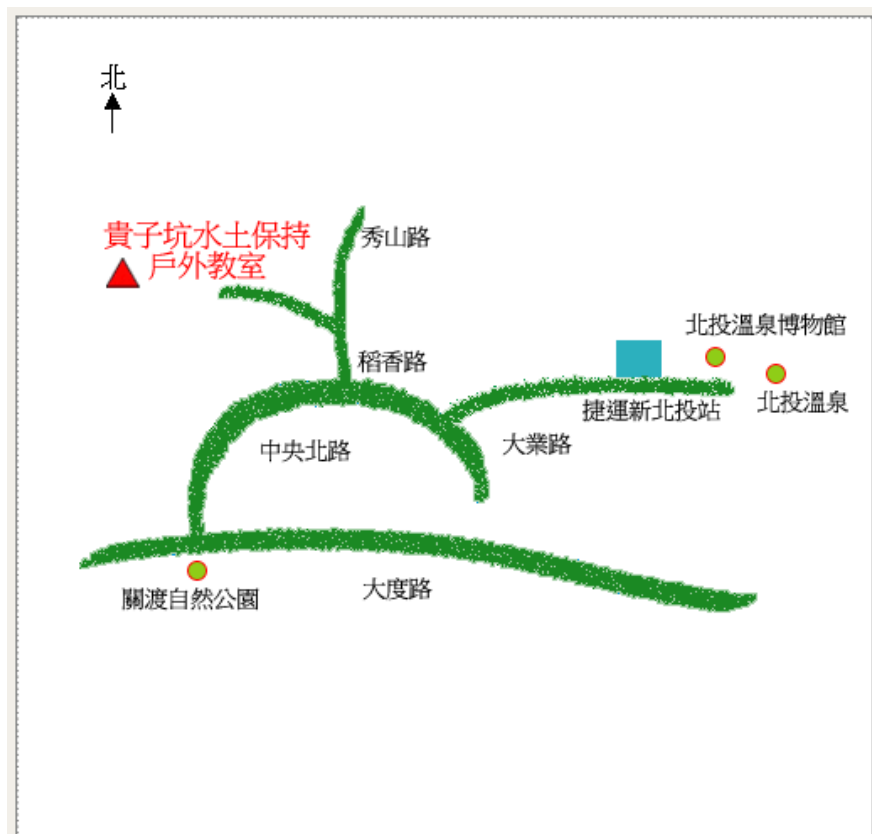 北
貴子坑水土保持
戶外教室
秀山路
北投溫泉博物館
稻香路
北投溫泉
捷運新北投站
中央北路
大業路
大度路
關渡自然公園